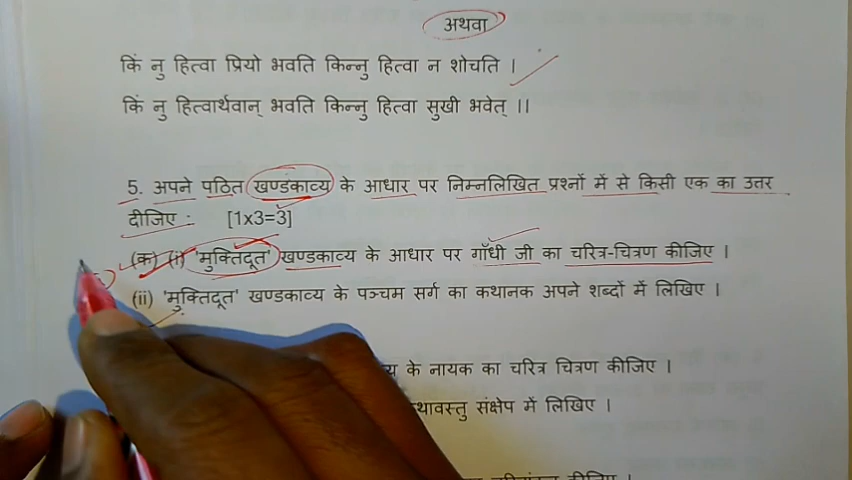 अथवा
किं नु हित्वा प्रियो भवति किन्नु हित्वा न शोचति ।
किं नु हित्वार्थवान् भवति किन्नु हित्वा सुखी भवेत् ।।
5. अपने पठित खण्डकाव्य के आधार पर निम्नलिखित प्रश्नों में से किसी एक का उत्तर
दीजिए : [1x3=3]
(क) (i) 'मुक्तिदूत' खण्डकाव्य के आधार पर गाँधी जी का चरित्र-चित्रण कीजिए ।
(ii) 'मुक्तिदूत' खण्डकाव्य के पञ्चम सर्ग का कथानक अपने शब्दों में लिखिए ।
के नायक का चरित्र चित्रण कीजिए ।
संक्षेप में लिखिए ।